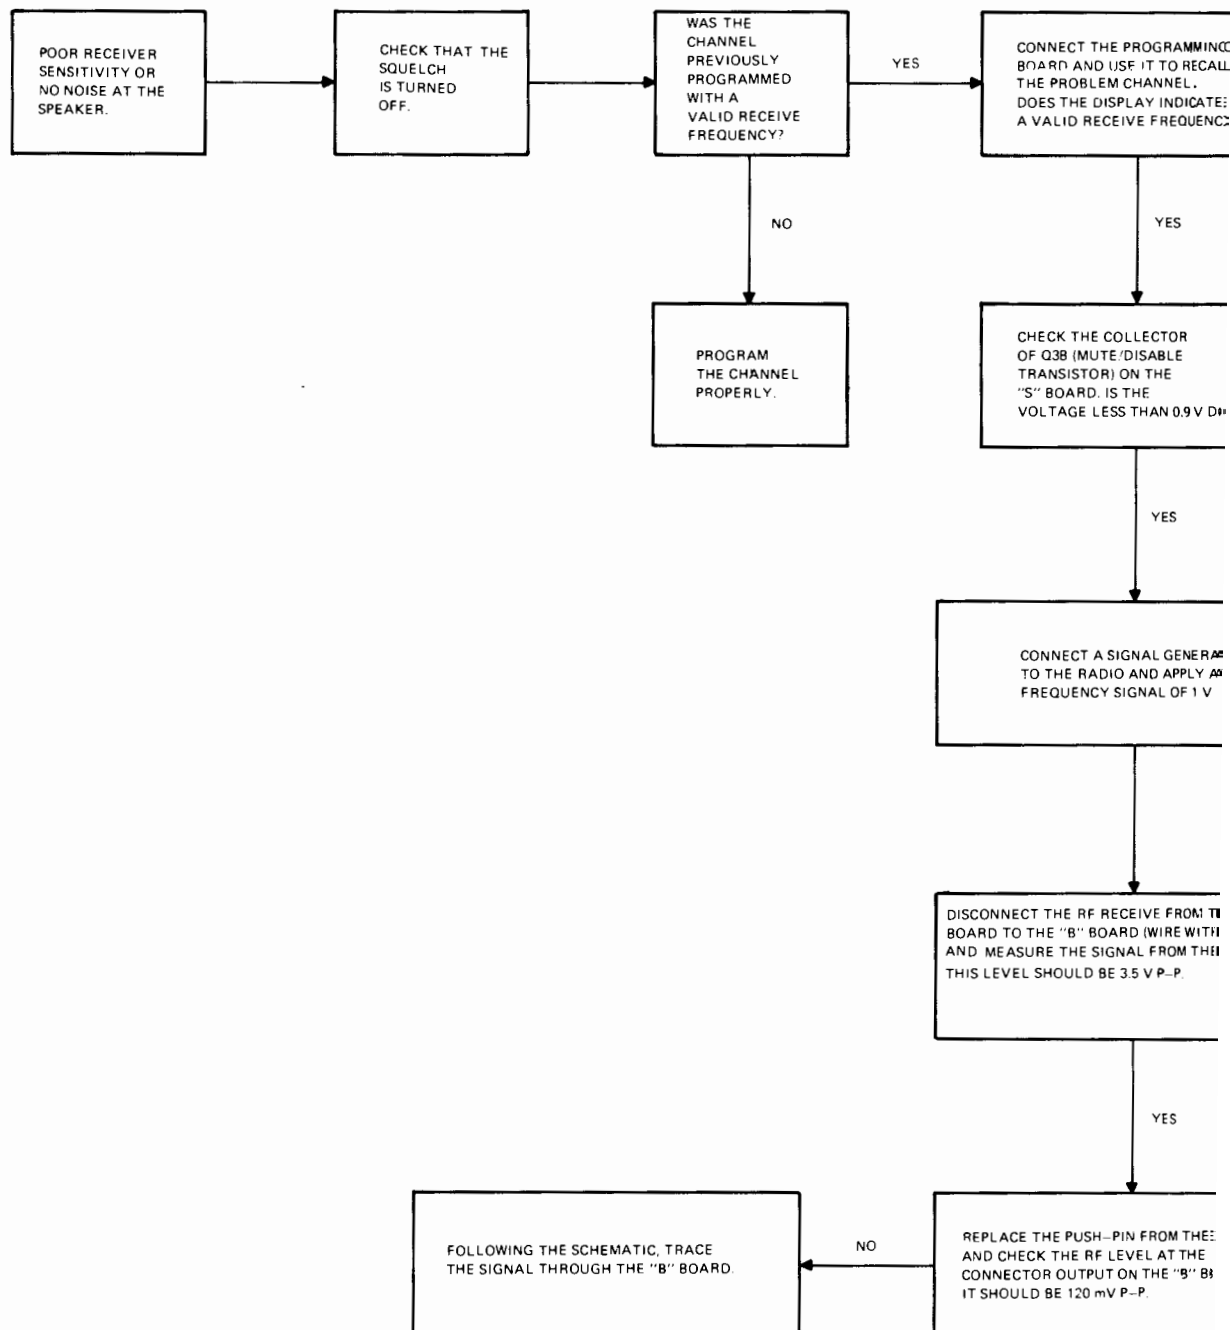 POOR RECEIVER
SENSITIVITY OR
NO NOISE AT THE
SPEAKER.
CHECK THAT THE
SQUELCH
IS TURNED
OFF.
WAS THE
CHANNEL
PREVIOUSLY
PROGRAMMED
WITH A
VALID RECEIVE
FREQUENCY?
YES
CONNECT THE PROGRAMMING
BOARD AND USE IT TO RECALL
THE PROBLEM CHANNEL.
DOES THE DISPLAY INDICATE
A VALID RECEIVE
NO
YES
PROGRAM
THE CHANNEL
PROPERLY.
CHECK THE COLLECTOR
OF Q3B (MUTE/DISABLE
TRANSISTOR) ON THE
"S" BOARD. IS THE
VOLTAGE LESS THAN 0.9 V
YES
CONNECT A SIGNAL
TO THE RADIO AND APPLY
FREQUENCY SIGNAL OF 1 V
DISCONNECT THE RF RECEIVE FROM
BOARD TO THE "B" BOARD (WIRE WITH
AND MEASURE THE SIGNAL FROM THE
THIS LEVEL SHOULD BE 3.5 V P-P.
YES
FOLLOWING THE SCHEMATIC, TRACE
THE SIGNAL THROUGH THE "B" BOARD.
NO
REPLACE THE PUSH-PIN FROM THE
AND CHECK THE RF LEVEL AT THE
CONNECTOR OUTPUT ON THE "B"
IT SHOULD BE 120 mV P-P.